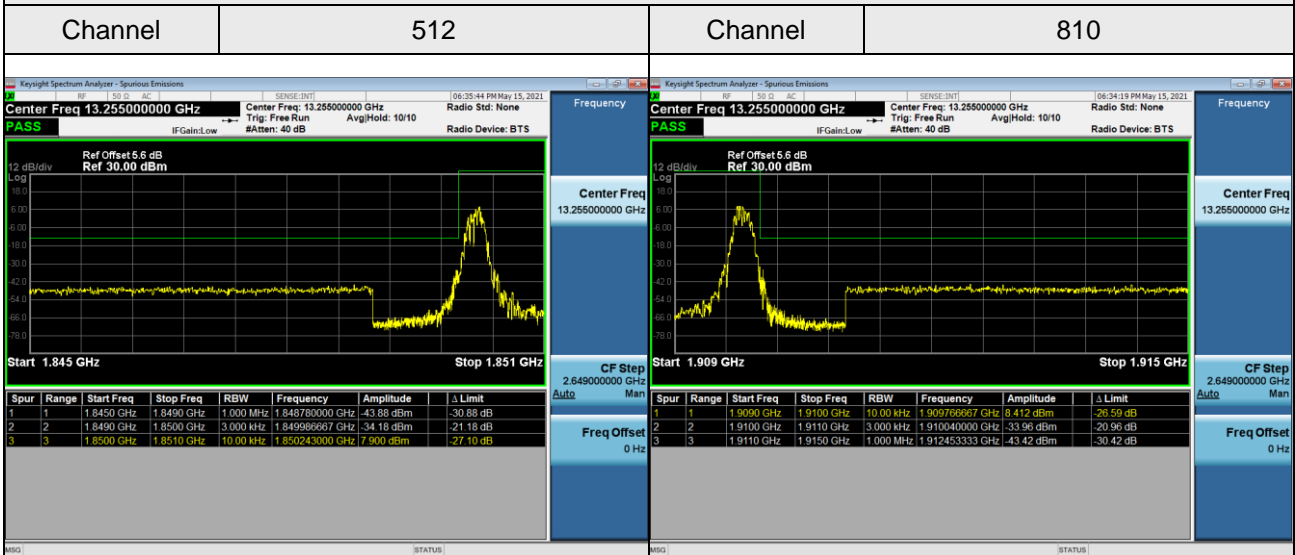 Channel 512 Channel 810
Keysight Spectrum Analyzer - Spurious Emissions
RF 50 Ω AC SENSE:INT 06:35:44 PM May 15, 2021
Center Freq 13.255000000 GHz Center Freq: 13.255000000 GHz Radio Std: None Frequency
Trig: Free Run Avg|Hold: 10/10
PASS IFGain:Low #Atten: 40 dB Radio Device: BTS
Ref Offset 5.6 dB
12 dB/div Ref 30.00 dBm
Log
18.0
6.00
-6.00
-18.0
-30.0
-42.0
-54.0
-66.0
-78.0
Start 1.845 GHz Stop 1.851 GHz
Center Freq
13.255000000 GHz
CF Step
2.649000000 GHz
Auto Man
Freq Offset
0 Hz
Spur Range Start Freq Stop Freq RBW Frequency Amplitude Δ Limit
1 1 1.8450 GHz 1.8490 GHz 1.000 MHz 1.848780000 GHz -43.88 dBm -30.88 dB
2 2 1.8490 GHz 1.8500 GHz 3.000 kHz 1.849986667 GHz -34.18 dBm -21.18 dB
3 3 1.8500 GHz 1.8510 GHz 10.00 kHz 1.850243000 GHz 7.900 dBm -27.10 dB
MSG STATUS
Keysight Spectrum Analyzer - Spurious Emissions
RF 50 Ω AC SENSE:INT 06:34:19 PM May 15, 2021
Center Freq 13.255000000 GHz Center Freq: 13.255000000 GHz Radio Std: None Frequency
Trig: Free Run Avg|Hold: 10/10
PASS IFGain:Low #Atten: 40 dB Radio Device: BTS
Ref Offset 5.6 dB
12 dB/div Ref 30.00 dBm
Log
18.0
6.00
-6.00
-18.0
-30.0
-42.0
-54.0
-66.0
-78.0
Start 1.909 GHz Stop 1.915 GHz
Center Freq
13.255000000 GHz
CF Step
2.649000000 GHz
Auto Man
Freq Offset
0 Hz
Spur Range Start Freq Stop Freq RBW Frequency Amplitude Δ Limit
1 1 1.9090 GHz 1.9100 GHz 10.00 kHz 1.909766667 GHz 8.412 dBm -26.59 dB
2 2 1.9100 GHz 1.9110 GHz 3.000 kHz 1.910040000 GHz -33.96 dBm -20.96 dB
3 3 1.9110 GHz 1.9150 GHz 1.000 MHz 1.912453333 GHz -43.42 dBm -30.42 dB
MSG STATUS